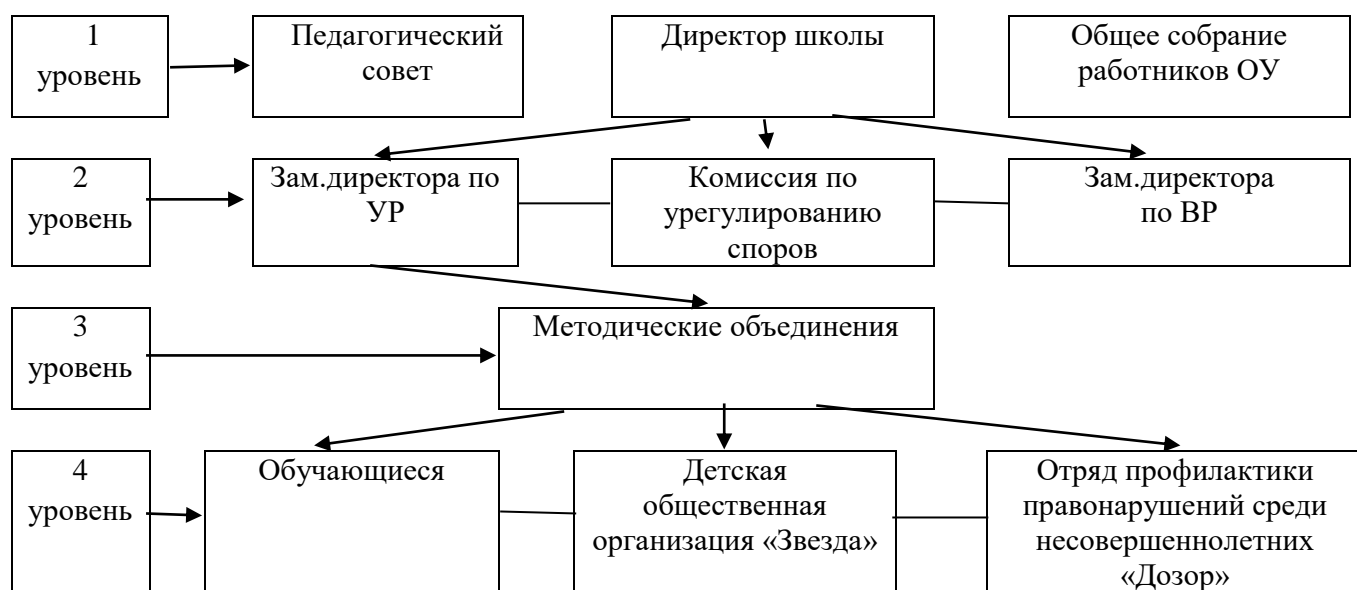 1
уровень
Педагогический
совет
Директор школы
Общее собрание
работников ОУ
2
уровень
Зам.директора по
УР
Комиссия по
урегулированию
споров
Зам.директора
по ВР
3
уровень
Методические объединения
4
уровень
Обучающиеся
Детская
общественная
организация «Звезда»
Отряд профилактики
правонарушений среди
несовершеннолетних
«Дозор»